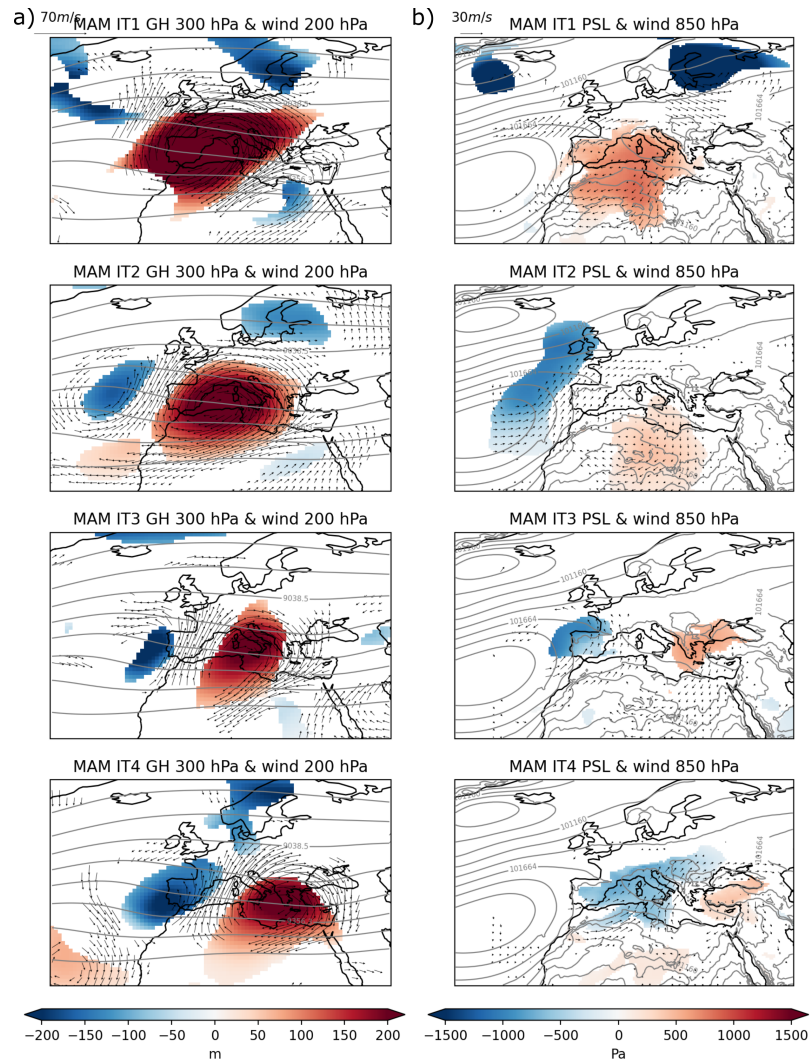 a) 70m/s MAM IT1 GH 300 hPa & wind 200 hPa
b) 30m/s MAM IT1 PSL & wind 850 hPa
101160
101664
101160
MAM IT2 GH 300 hPa & wind 200 hPa
MAM IT2 PSL & wind 850 hPa
9038.5
101664
MAM IT3 GH 300 hPa & wind 200 hPa
MAM IT3 PSL & wind 850 hPa
9038.5
101160
101664
101664
MAM IT4 GH 300 hPa & wind 200 hPa
MAM IT4 PSL & wind 850 hPa
9038.5
101160
101664
101664
−200 −150 −100 −50 0 50 100 150 200
m
−1500 −1000 −500 0 500 1000 1500
Pa